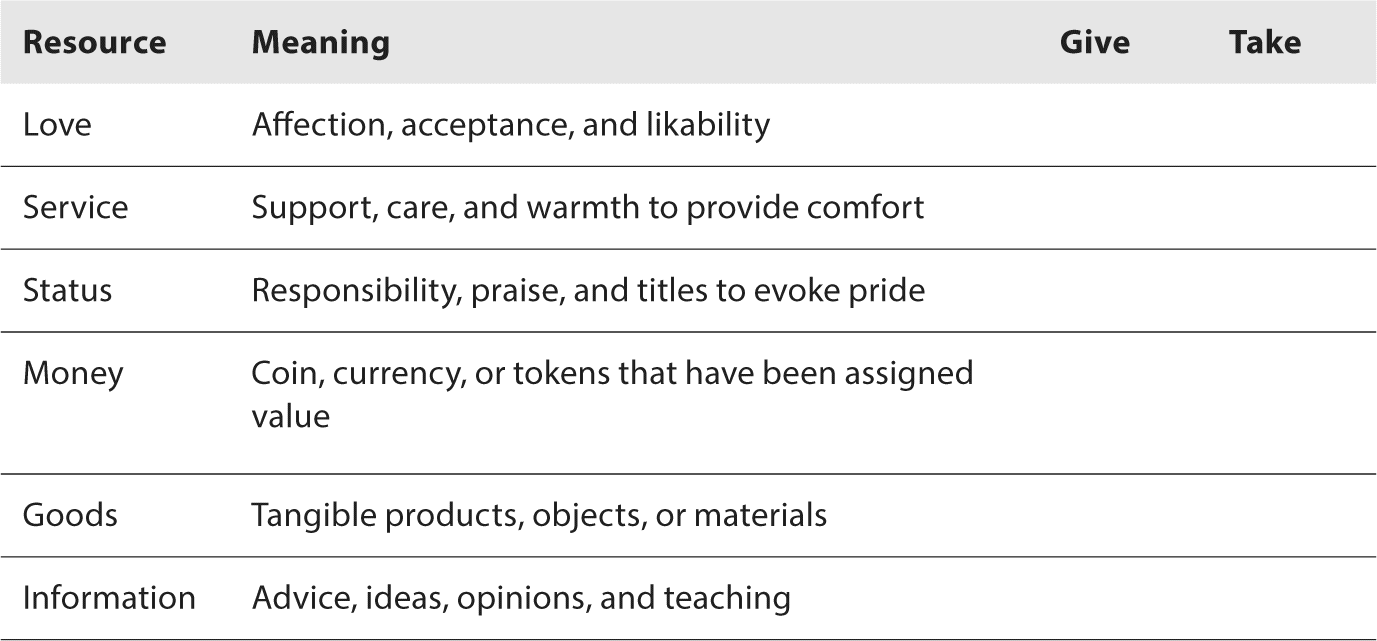 Resource Meaning Give Take
Love Affection, acceptance, and likability
Service Support, care, and warmth to provide comfort
Status Responsibility, praise, and titles to evoke pride
Money Coin, currency, or tokens that have been assigned
value
Goods Tangible products, objects, or materials
Information Advice, ideas, opinions, and teaching